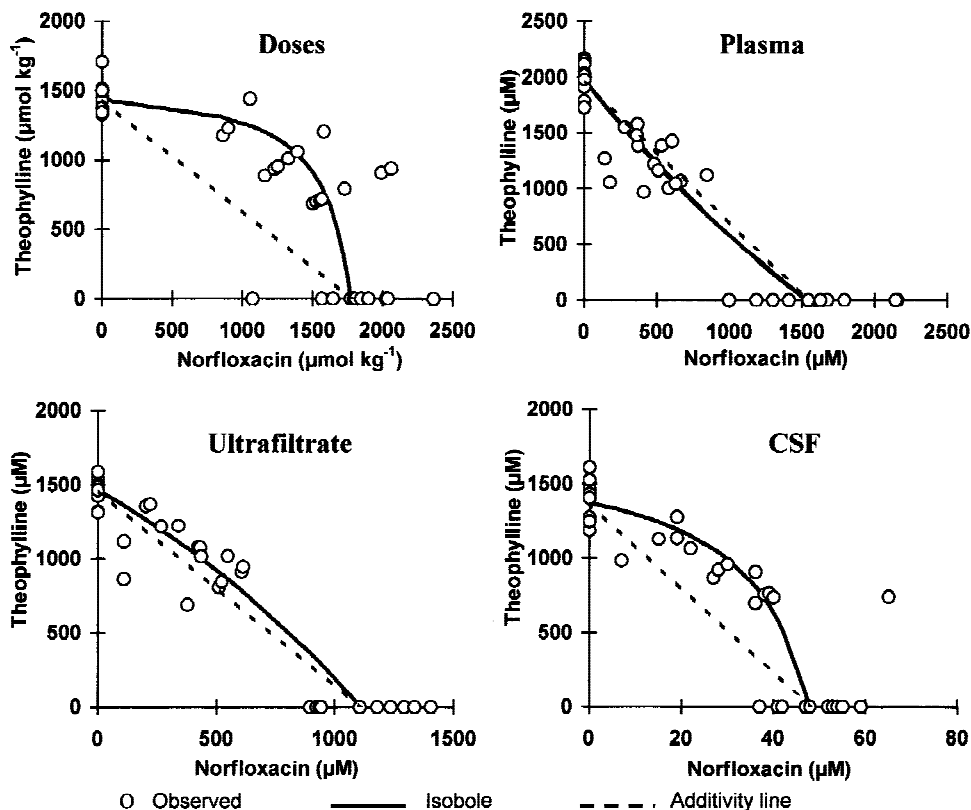 Doses
Theophylline (µmol kg⁻¹)
2000
1500
1000
500
0
0 500 1000 1500 2000 2500
Norfloxacin (µmol kg⁻¹)
Plasma
Theophylline (µM)
2500
2000
1500
1000
500
0
0 500 1000 1500 2000 2500
Norfloxacin (µM)
Ultrafiltrate
Theophylline (µM)
2000
1500
1000
500
0
0 500 1000 1500
Norfloxacin (µM)
CSF
Theophylline (µM)
2000
1500
1000
500
0
0 20 40 60 80
Norfloxacin (µM)
Observed Isobole Additivity line